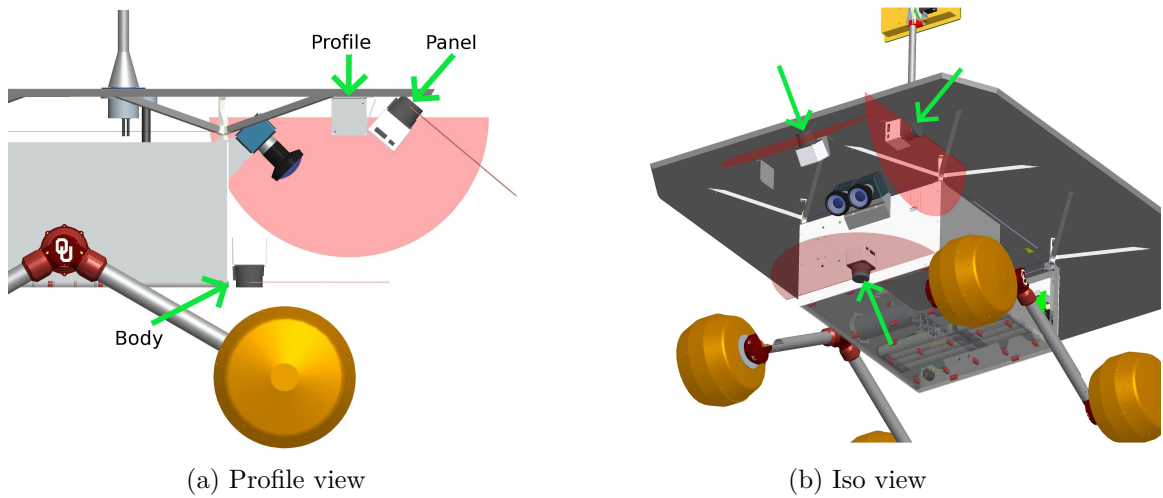 Profile
Panel
OU
Body
(a) Profile view
(b) Iso view